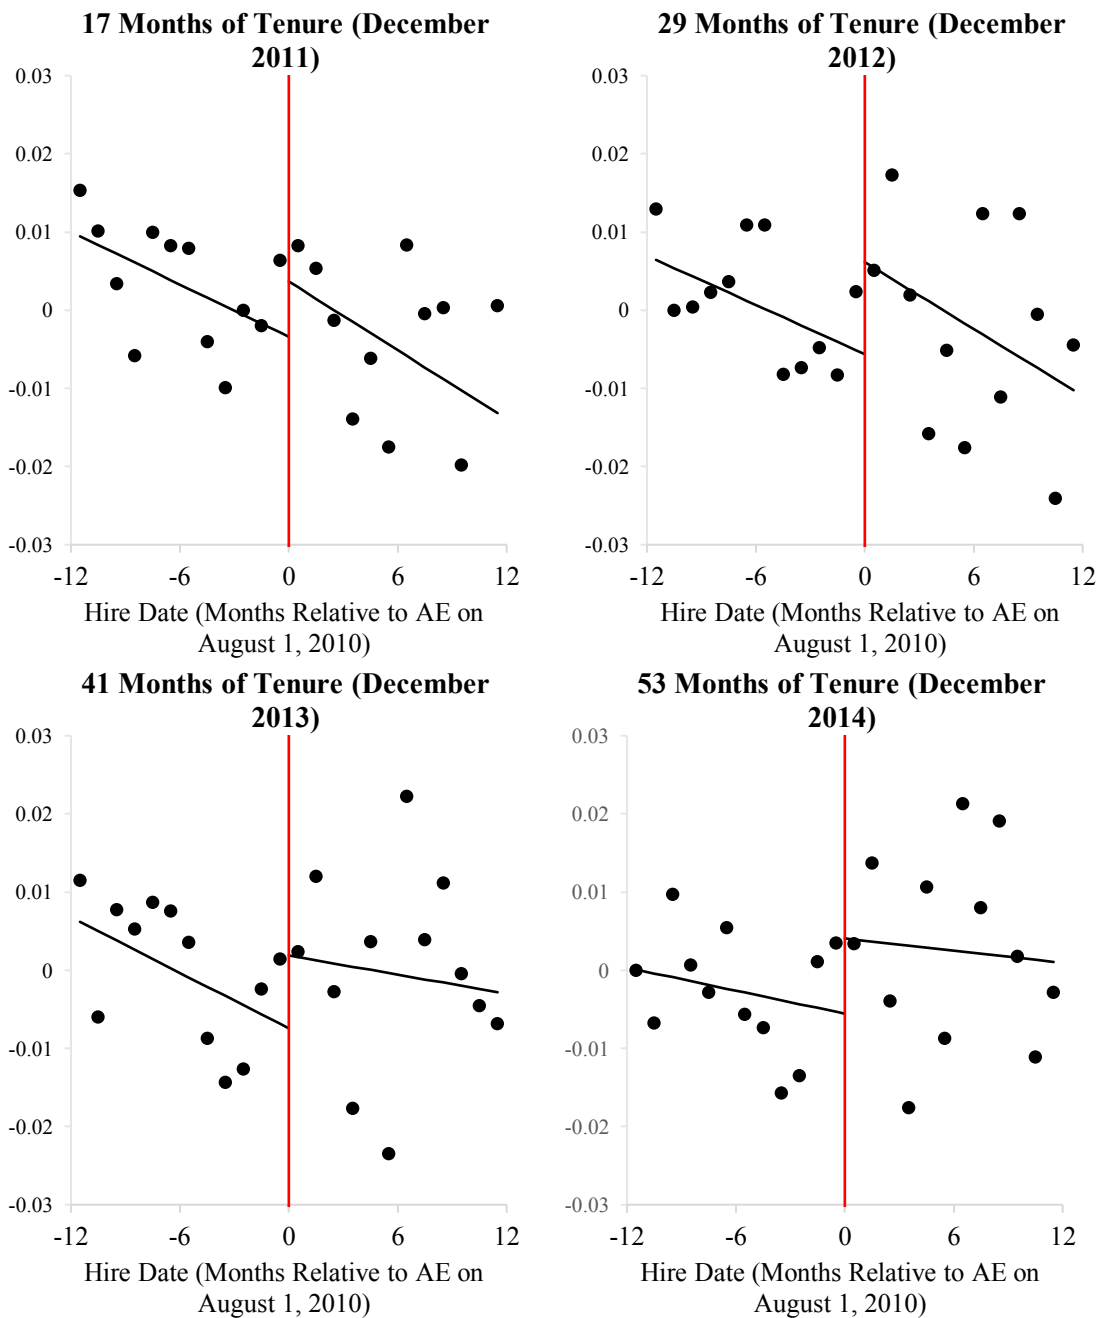 17 Months of Tenure (December
2011)
0.03
0.02
0.01
0
-0.01
-0.02
-0.03
-12 -6 0 6 12
Hire Date (Months Relative to AE on
August 1, 2010)
29 Months of Tenure (December
2012)
0.03
0.02
0.01
0
-0.01
-0.02
-0.03
-12 -6 0 6 12
Hire Date (Months Relative to AE on
August 1, 2010)
41 Months of Tenure (December
2013)
0.03
0.02
0.01
0
-0.01
-0.02
-0.03
-12 -6 0 6 12
Hire Date (Months Relative to AE on
August 1, 2010)
53 Months of Tenure (December
2014)
0.03
0.02
0.01
0
-0.01
-0.02
-0.03
-12 -6 0 6 12
Hire Date (Months Relative to AE on
August 1, 2010)